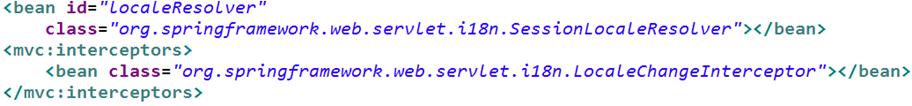 <bean id="localeResolver"
class="org.springframework.web.servlet.i18n.SessionLocaleResolver"></bean>
<mvc:interceptors>
<bean class="org.springframework.web.servlet.i18n.LocaleChangeInterceptor"></bean>
</mvc:interceptors>